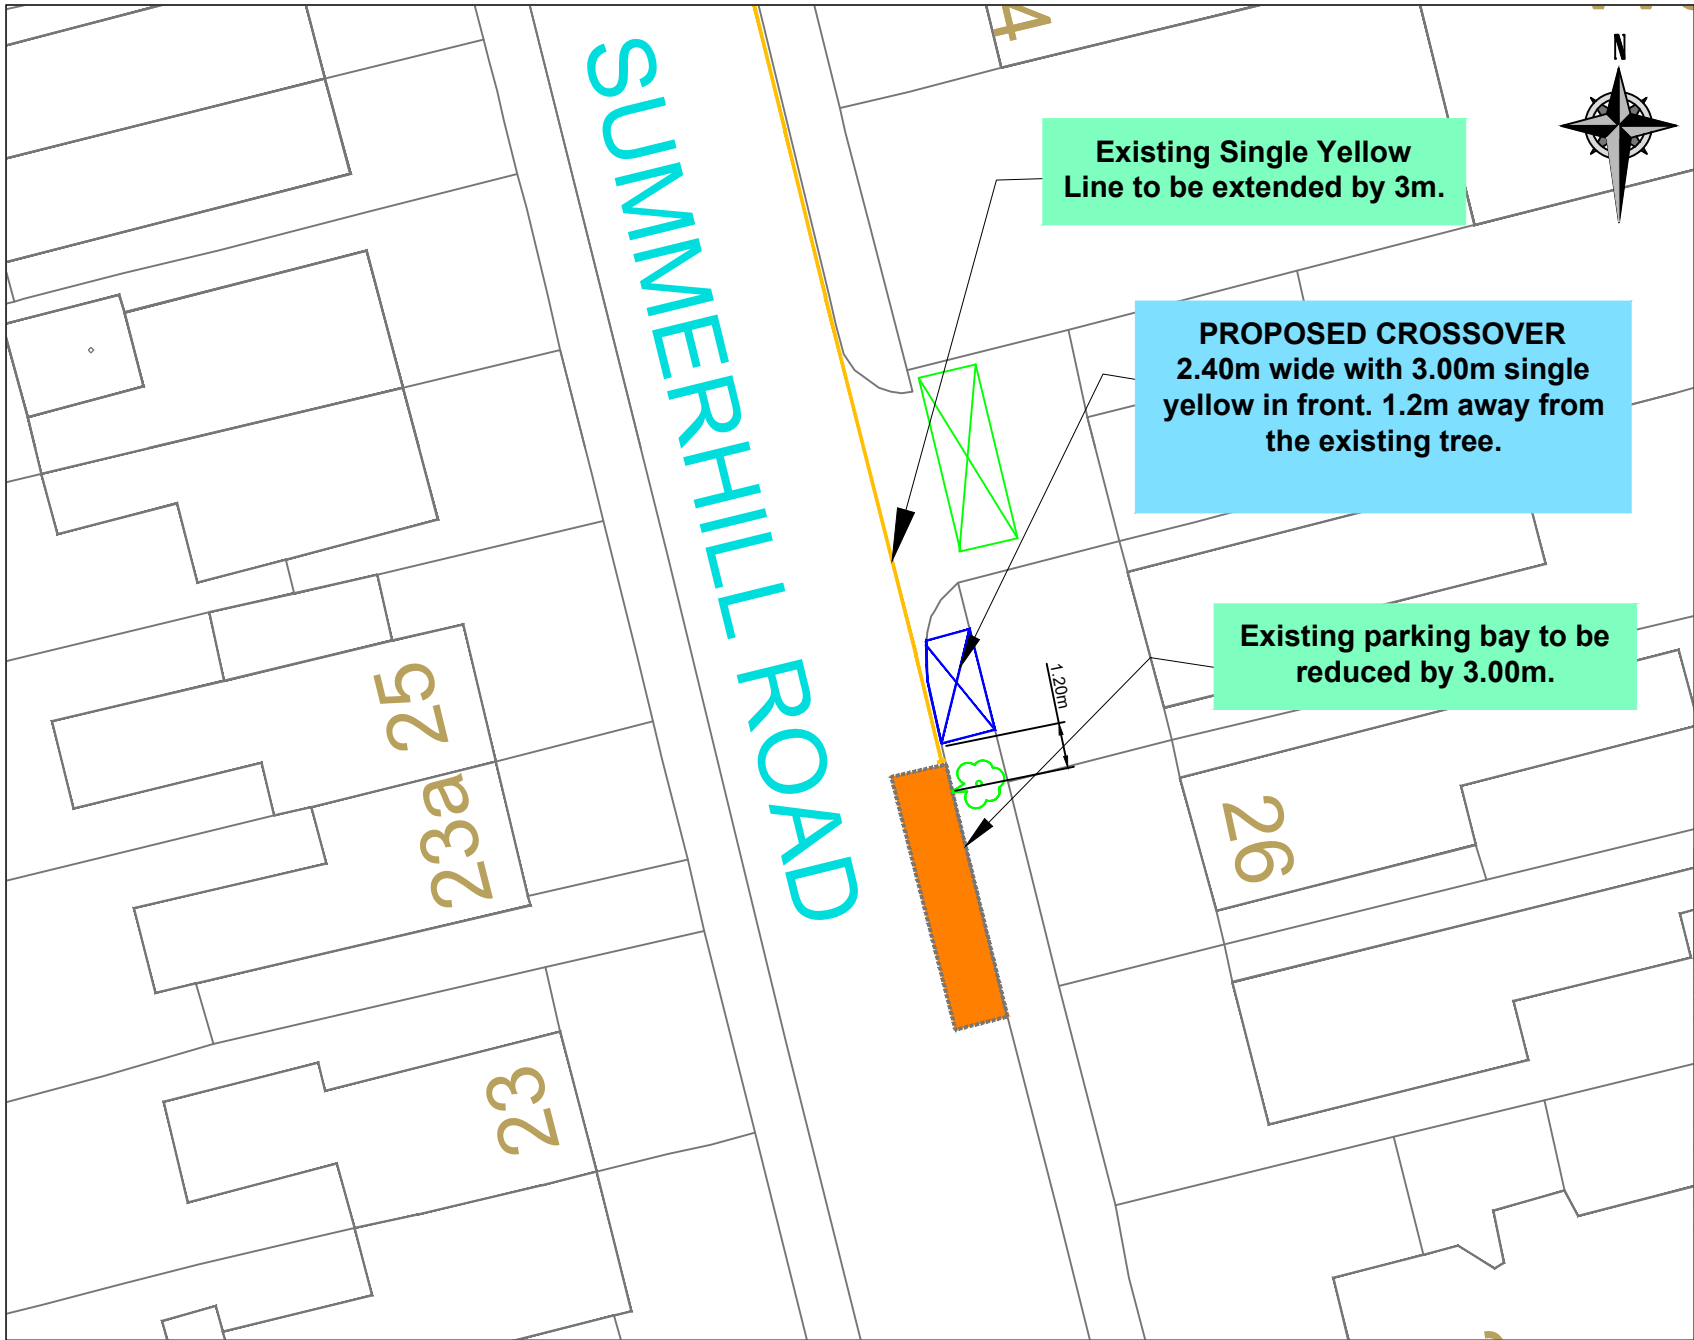 N
4
Existing Single Yellow
Line to be extended by 3m.
SUMMERHILL ROAD
PROPOSED CROSSOVER
2.40m wide with 3.00m single
yellow in front. 1.2m away from
the existing tree.
Existing parking bay to be
reduced by 3.00m.
1.20m
25
23a
26
23